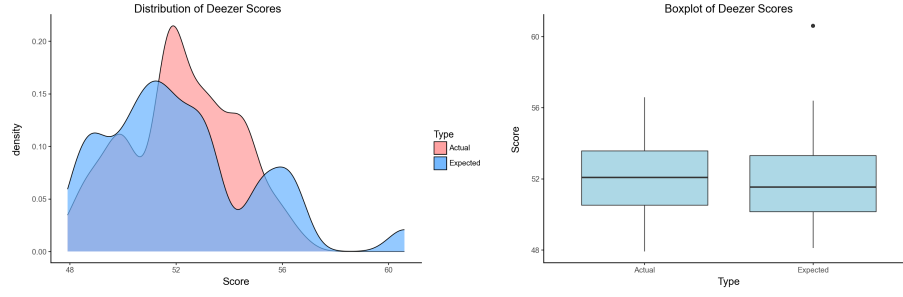 Distribution of Deezer Scores
density
0.20
0.15
0.10
0.05
0.00
48
52
56
60
Score
Type
Actual
Expected
Boxplot of Deezer Scores
Score
60
56
52
48
Actual
Expected
Type